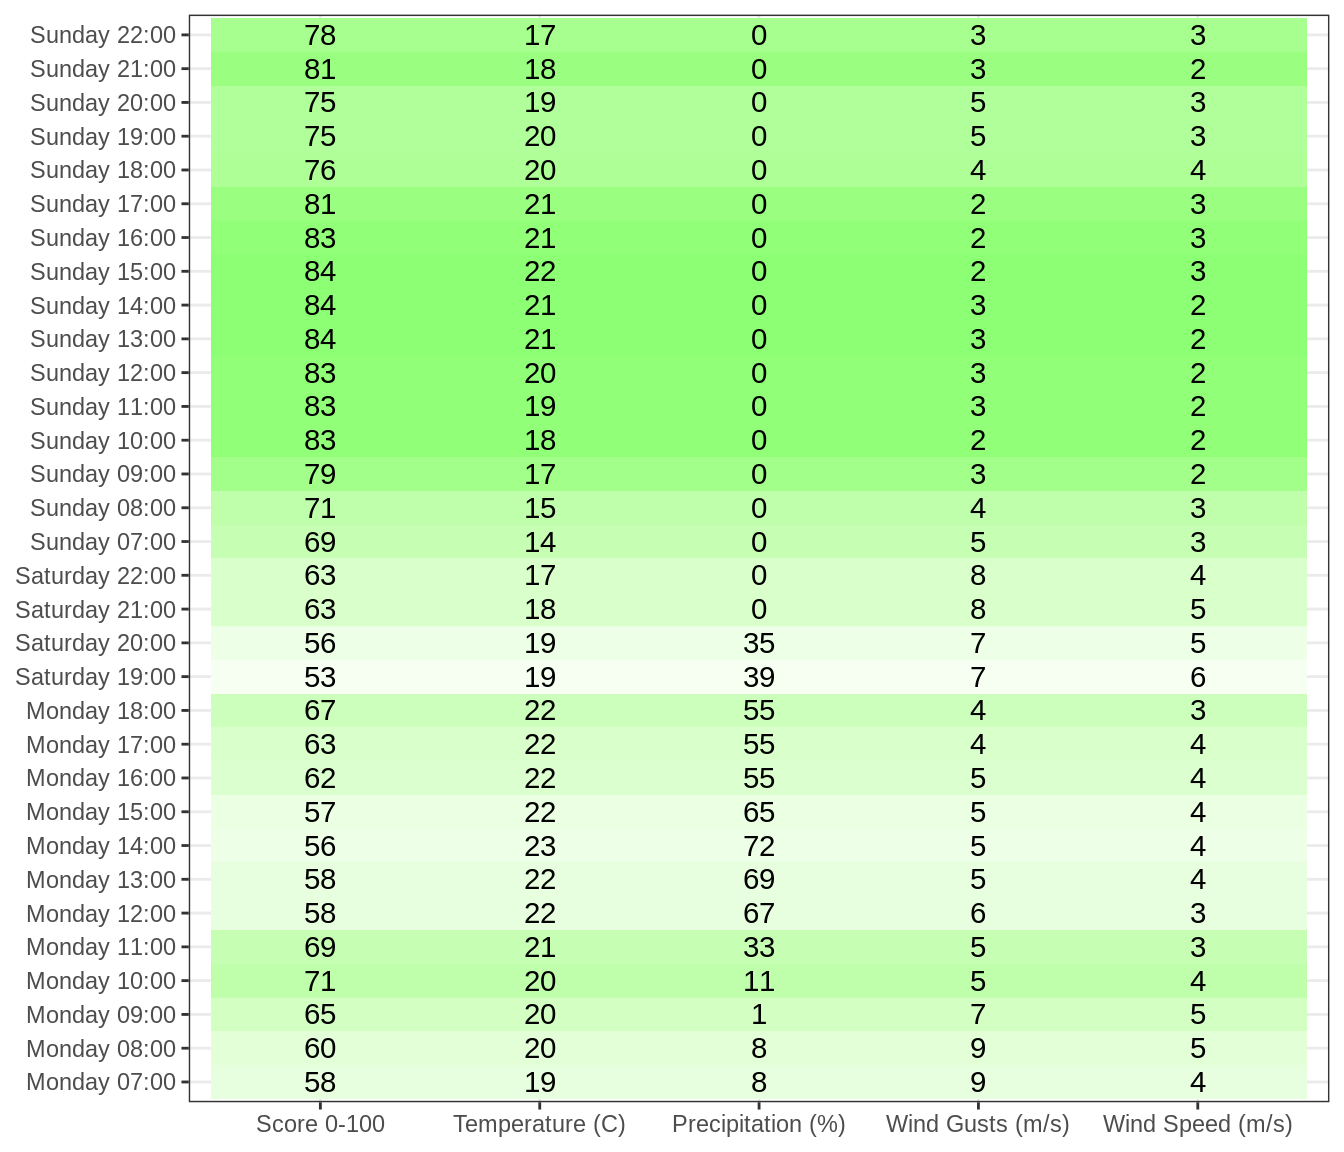 Sunday 22:00 78 17 0 3 3
Sunday 21:00 81 18 0 3 2
Sunday 20:00 75 19 0 5 3
Sunday 19:00 75 20 0 5 3
Sunday 18:00 76 20 0 4 4
Sunday 17:00 81 21 0 2 3
Sunday 16:00 83 21 0 2 3
Sunday 15:00 84 22 0 2 3
Sunday 14:00 84 21 0 3 2
Sunday 13:00 84 21 0 3 2
Sunday 12:00 83 20 0 3 2
Sunday 11:00 83 19 0 3 2
Sunday 10:00 83 18 0 2 2
Sunday 09:00 79 17 0 3 2
Sunday 08:00 71 15 0 4 3
Sunday 07:00 69 14 0 5 3
Saturday 22:00 63 17 0 8 4
Saturday 21:00 63 18 0 8 5
Saturday 20:00 56 19 35 7 5
Saturday 19:00 53 19 39 7 6
Monday 18:00 67 22 55 4 3
Monday 17:00 63 22 55 4 4
Monday 16:00 62 22 55 5 4
Monday 15:00 57 22 65 5 4
Monday 14:00 56 23 72 5 4
Monday 13:00 58 22 69 5 4
Monday 12:00 58 22 67 6 3
Monday 11:00 69 21 33 5 3
Monday 10:00 71 20 11 5 4
Monday 09:00 65 20 1 7 5
Monday 08:00 60 20 8 9 5
Monday 07:00 58 19 8 9 4
Score 0-100 Temperature (C) Precipitation (%) Wind Gusts (m/s) Wind Speed (m/s)